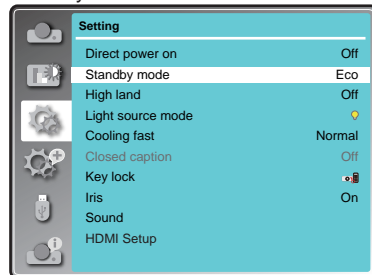 Setting
Direct power on Off
Standby mode Eco
High land Off
Light source mode
Cooling fast Normal
Closed caption Off
Key lock
Iris On
Sound
HDMI Setup